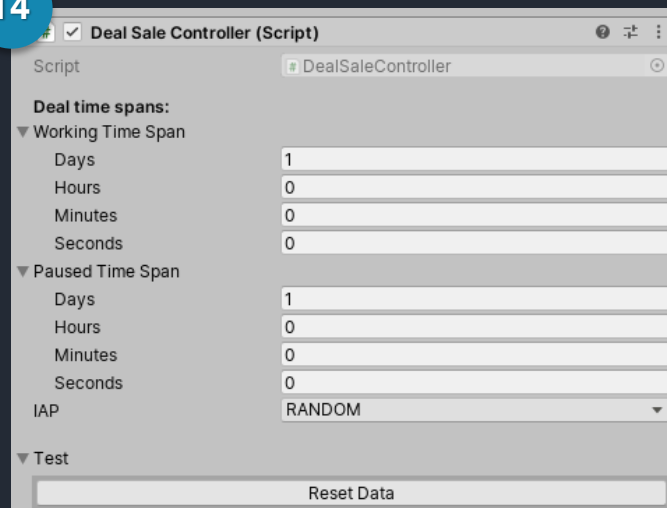 14
# Deal Sale Controller (Script)
Script # DealSaleController
Deal time spans:
Working Time Span
Days 1
Hours 0
Minutes 0
Seconds 0
Paused Time Span
Days 1
Hours 0
Minutes 0
Seconds 0
IAP RANDOM
Test
Reset Data